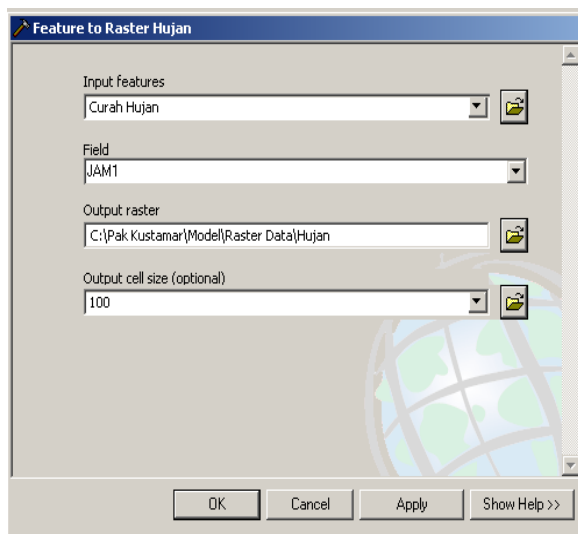 Feature to Raster Hujan
Input features
Curah Hujan
Field
JAM1
Output raster
C:\Pak Kustamar\Model\Raster Data\Hujan
Output cell size (optional)
100
OK Cancel Apply Show Help >>